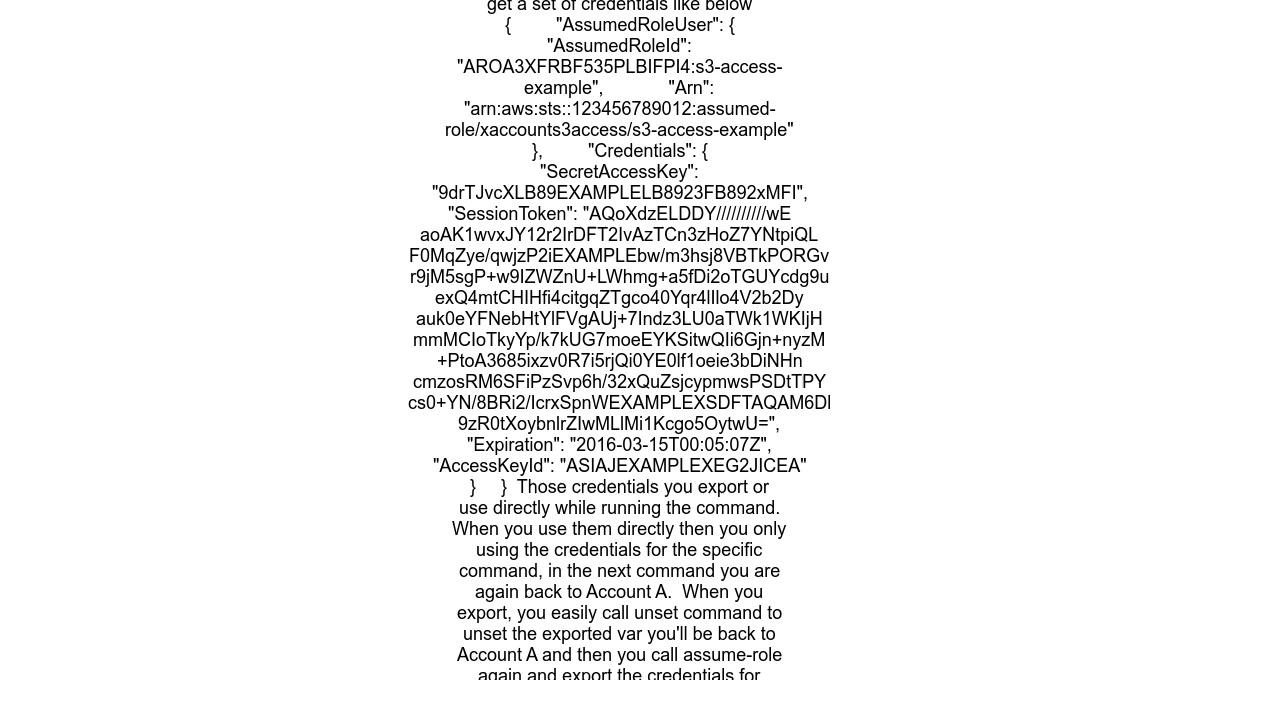 get a set of credentials like below
{ "AssumedRoleUser": {
"AssumedRoleId":
"AROA3XFRBF535PLBIFPI4:s3-access-
example", "Arn":
"arn:aws:sts::123456789012:assumed-
role/xaccounts3access/s3-access-example"
}, "Credentials": {
"SecretAccessKey":
"9drTJvcXLB89EXAMPLELB8923FB892xMFI",
"SessionToken": "AQoXdzELDDY//////////wE
aoAK1wvxJY12r2IrDFT2IvAzTCn3zHoZ7YNtpiQL
F0MqZye/qwjzP2iEXAMPLEbw/m3hsj8VBTkPORGv
r9jM5sgP+w9IZWZnU+LWhmg+a5fDi2oTGUYcdg9u
exQ4mtCHIHfi4citgqZTgco40Yqr4lIlo4V2b2Dy
auk0eYFNebHtYlFVgAUj+7Indz3LU0aTWk1WKIjH
mmMCIoTkyYp/k7kUG7moeEYKSitwQIi6Gjn+nyzM
+PtoA3685ixzv0R7i5rjQi0YE0lf1oeie3bDiNHn
cmzosRM6SFiPzSvp6h/32xQuZsjcypmwsPSDtTPY
cs0+YN/8BRi2/IcrxSpnWEXAMPLEXSDFTAQAM6Dl
9zR0tXoybnlrZIwMLlMi1Kcgo5OytwU=",
"Expiration": "2016-03-15T00:05:07Z",
"AccessKeyId": "ASIAJEXAMPLEXEG2JICEA"
} } Those credentials you export or
use directly while running the command.
When you use them directly then you only
using the credentials for the specific
command, in the next command you are
again back to Account A. When you
export, you easily call unset command to
unset the exported var you'll be back to
Account A and then you call assume-role
again and export the credentials for